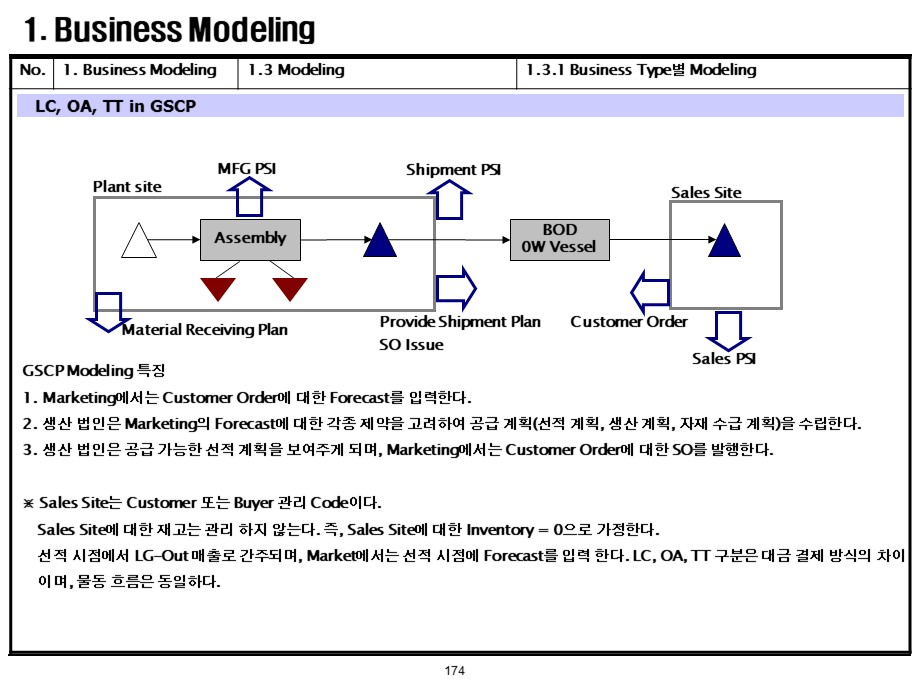 1. Business Modeling
No. 1. Business Modeling 1.3 Modeling 1.3.1 Business Type별 Modeling
LC, OA, TT in GSCP
MFG PSI
Shipment PSI
Plant site
Sales Site
Assembly
BOD
0W Vessel
Material Receiving Plan
Provide Shipment Plan
SO Issue
Customer Order
Sales PSI
GSCP Modeling 특징
1. Marketing에서는 Customer Order에 대한 Forecast를 입력한다.
2. 생산 법인은 Marketing의 Forecast에 대한 각종 제약을 고려하여 공급 계획(선적 계획, 생산 계획, 자재 수급 계획)을 수립한다.
3. 생산 법인은 공급 가능한 선적 계획을 보여주게 되며, Marketing에서는 Customer Order에 대한 SO를 발행한다.
※ Sales Site는 Customer 또는 Buyer 관리 Code이다.
Sales Site에 대한 재고는 관리 하지 않는다. 즉, Sales Site에 대한 Inventory = 0으로 가정한다.
선적 시점에서 LG-Out 매출로 간주되며, Market에서는 선적 시점에 Forecast를 입력 한다. LC, OA, TT 구분은 대금 결제 방식의 차이
이며, 물동 흐름은 동일하다.
174